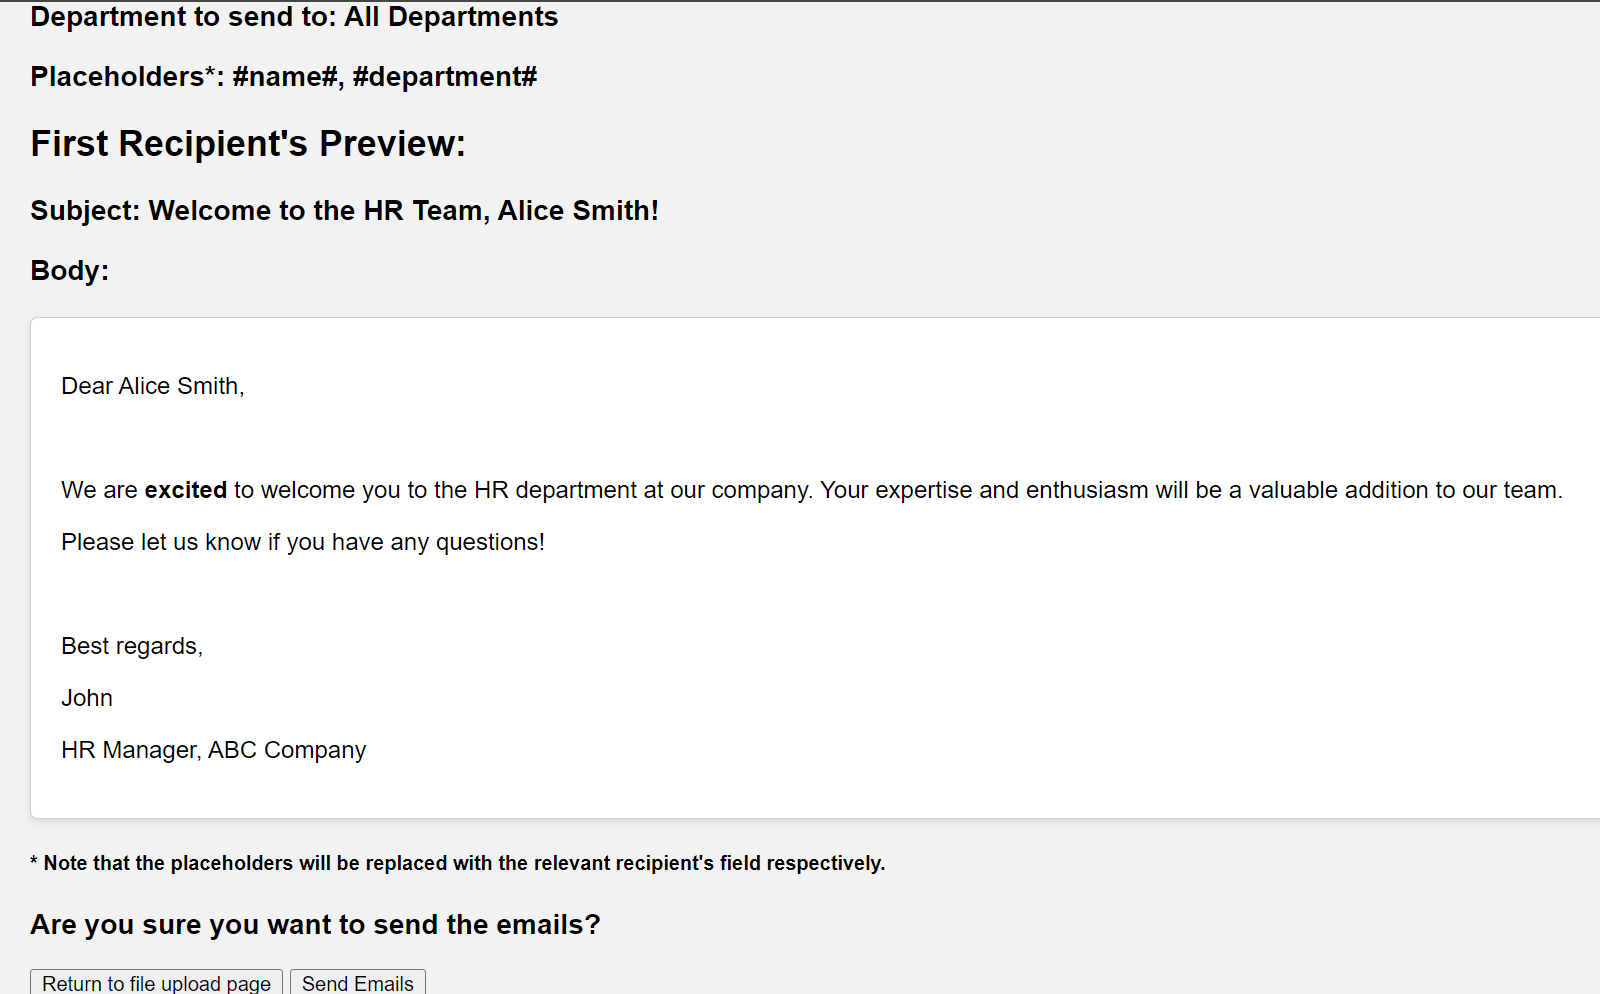 Department to send to: All Departments
Placeholders*: #name#, #department#
First Recipient's Preview:
Subject: Welcome to the HR Team, Alice Smith!
Body:
Dear Alice Smith,
We are excited to welcome you to the HR department at our company. Your expertise and enthusiasm will be a valuable addition to our team.
Please let us know if you have any questions!
Best regards,
John
HR Manager, ABC Company
* Note that the placeholders will be replaced with the relevant recipient's field respectively.
Are you sure you want to send the emails?
Return to file upload page Send Emails